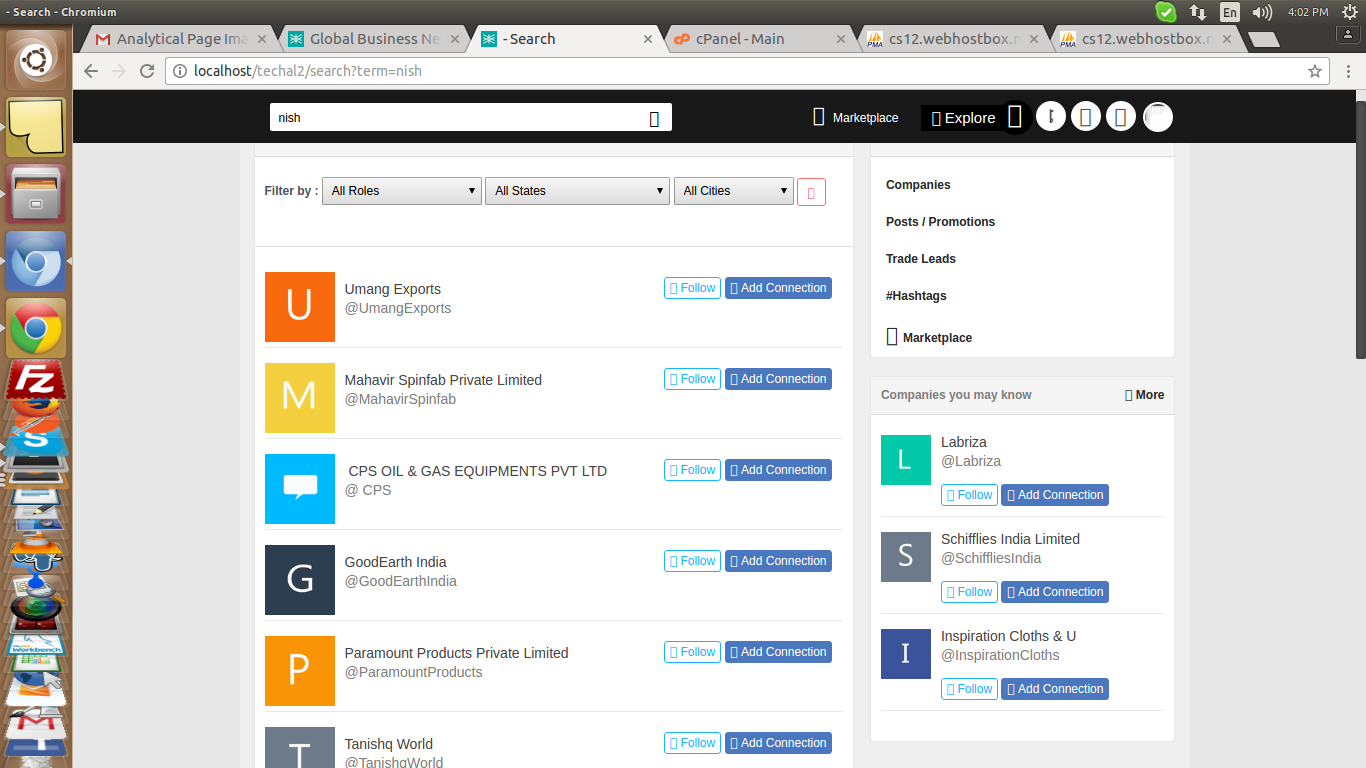 - Search - Chromium
En 4:02 PM
Analytical Page Ima × Global Business Ne × - Search × cPanel - Main × cs12.webhostbox.n × cs12.webhostbox.n ×
localhost/techal2/search?term=nish
nish
Marketplace
Explore
Filter by : All Roles All States All Cities
U
Umang Exports
@UmangExports
Follow Add Connection
M
Mahavir Spinfab Private Limited
@MahavirSpinfab
Follow Add Connection
CPS OIL & GAS EQUIPMENTS PVT LTD
@ CPS
Follow Add Connection
G
GoodEarth India
@GoodEarthIndia
Follow Add Connection
P
Paramount Products Private Limited
@ParamountProducts
Follow Add Connection
T
Tanishq World
@TanishqWorld
Follow Add Connection
Companies
Posts / Promotions
Trade Leads
#Hashtags
Marketplace
Companies you may know More
L
Labriza
@Labriza
Follow Add Connection
S
Schifflies India Limited
@SchiffliesIndia
Follow Add Connection
I
Inspiration Cloths & U
@InspirationCloths
Follow Add Connection
Fz
S
Workbench